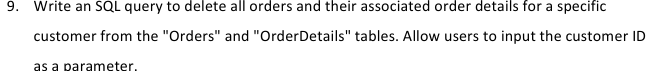 9. Write an SQL query to delete all orders and their associated order details for a specific
customer from the "Orders" and "OrderDetails" tables. Allow users to input the customer ID
as a parameter.